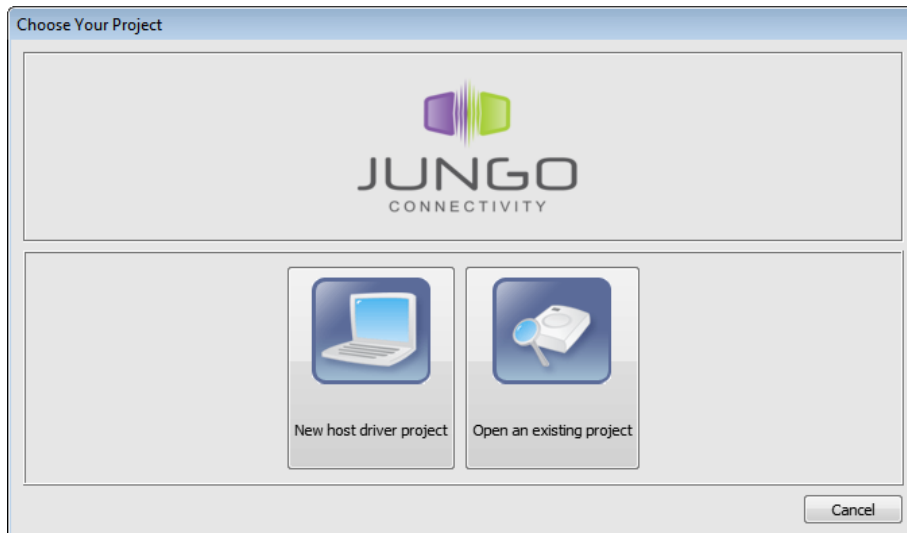 Choose Your Project
JUNGO
CONNECTIVITY
New host driver project
Open an existing project
Cancel